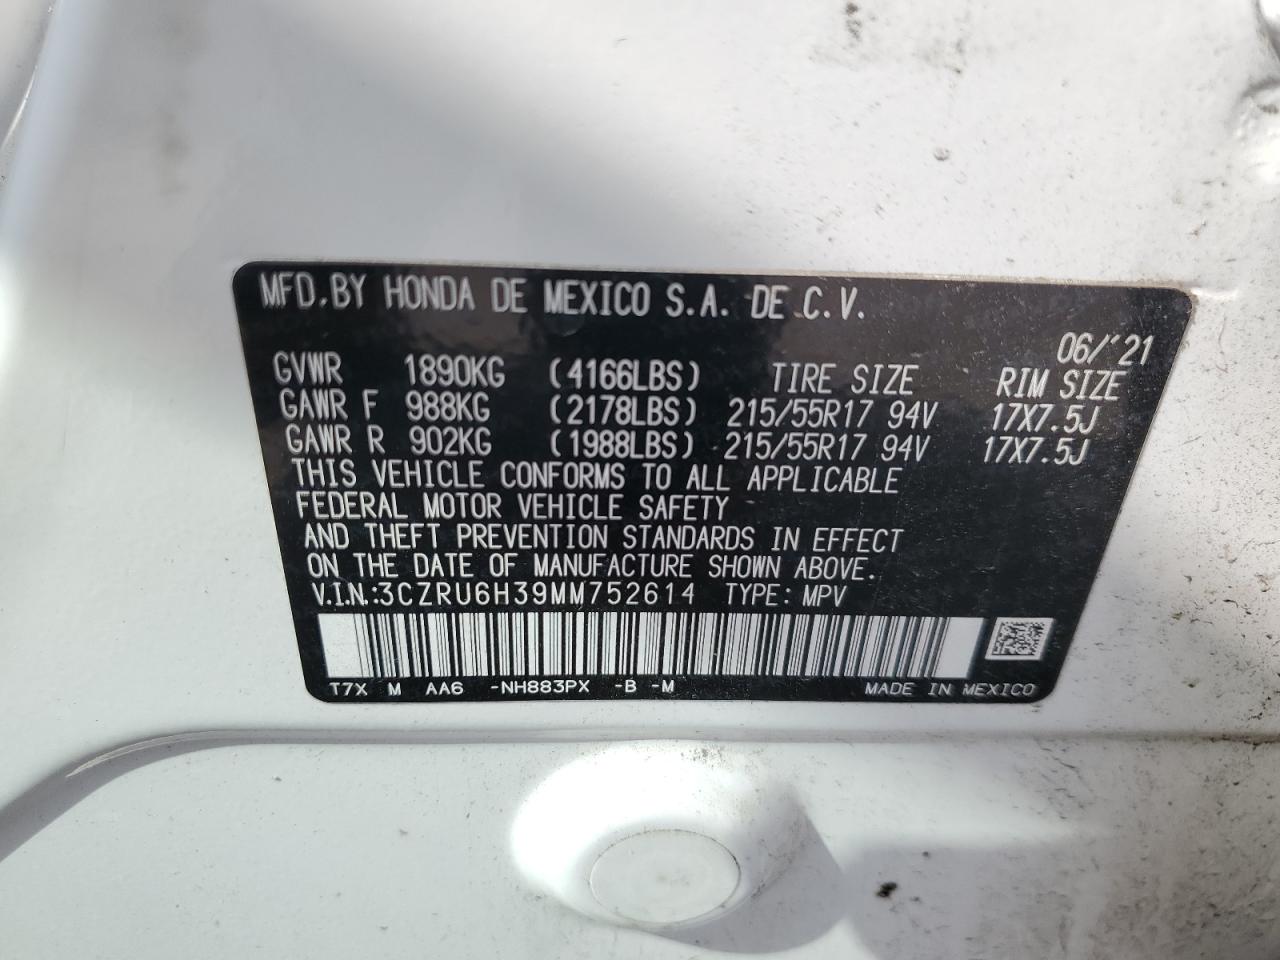 MFD.BY HONDA DE MEXICO S.A. DE C.V.
06/'21
GVWR 1890KG (4166LBS) TIRE SIZE RIM SIZE
GAWR F 988KG (2178LBS) 215/55R17 94V 17X7.5J
GAWR R 902KG (1988LBS) 215/55R17 94V 17X7.5J
THIS VEHICLE CONFORMS TO ALL APPLICABLE
FEDERAL MOTOR VEHICLE SAFETY
AND THEFT PREVENTION STANDARDS IN EFFECT
ON THE DATE OF MANUFACTURE SHOWN ABOVE.
V.I.N.:3CZRU6H39MM752614 TYPE: MPV
T7X M AA6 -NH883PX -B -M MADE IN MEXICO